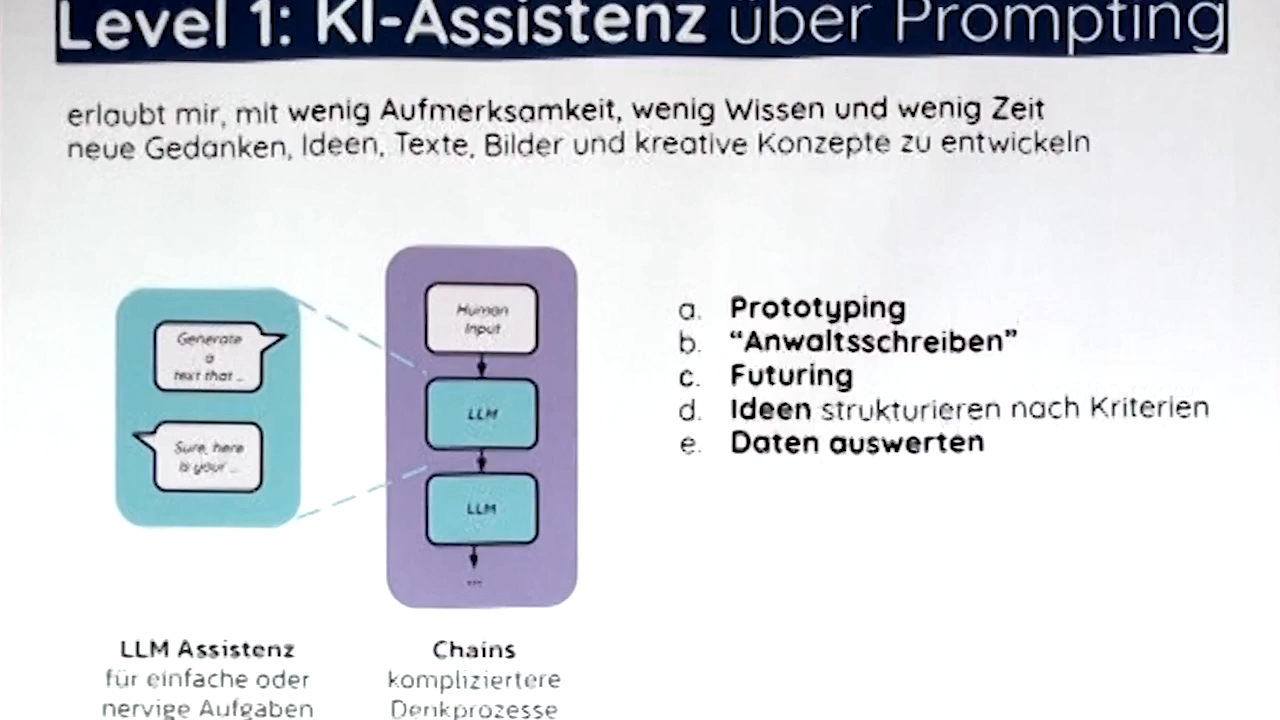 Level 1: KI-Assistenz über Prompting
erlaubt mir, mit wenig Aufmerksamkeit, wenig Wissen und wenig Zeit
neue Gedanken, Ideen, Texte, Bilder und kreative Konzepte zu entwickeln
Generate
a
text that ...
Sure, here
is your ...
Human
Input
LLM
LLM
...
a. Prototyping
b. “Anwaltsschreiben”
c. Futuring
d. Ideen strukturieren nach Kriterien
e. Daten auswerten
LLM Assistenz
für einfache oder
nervige Aufgaben
Chains
kompliziertere
Denkprozesse